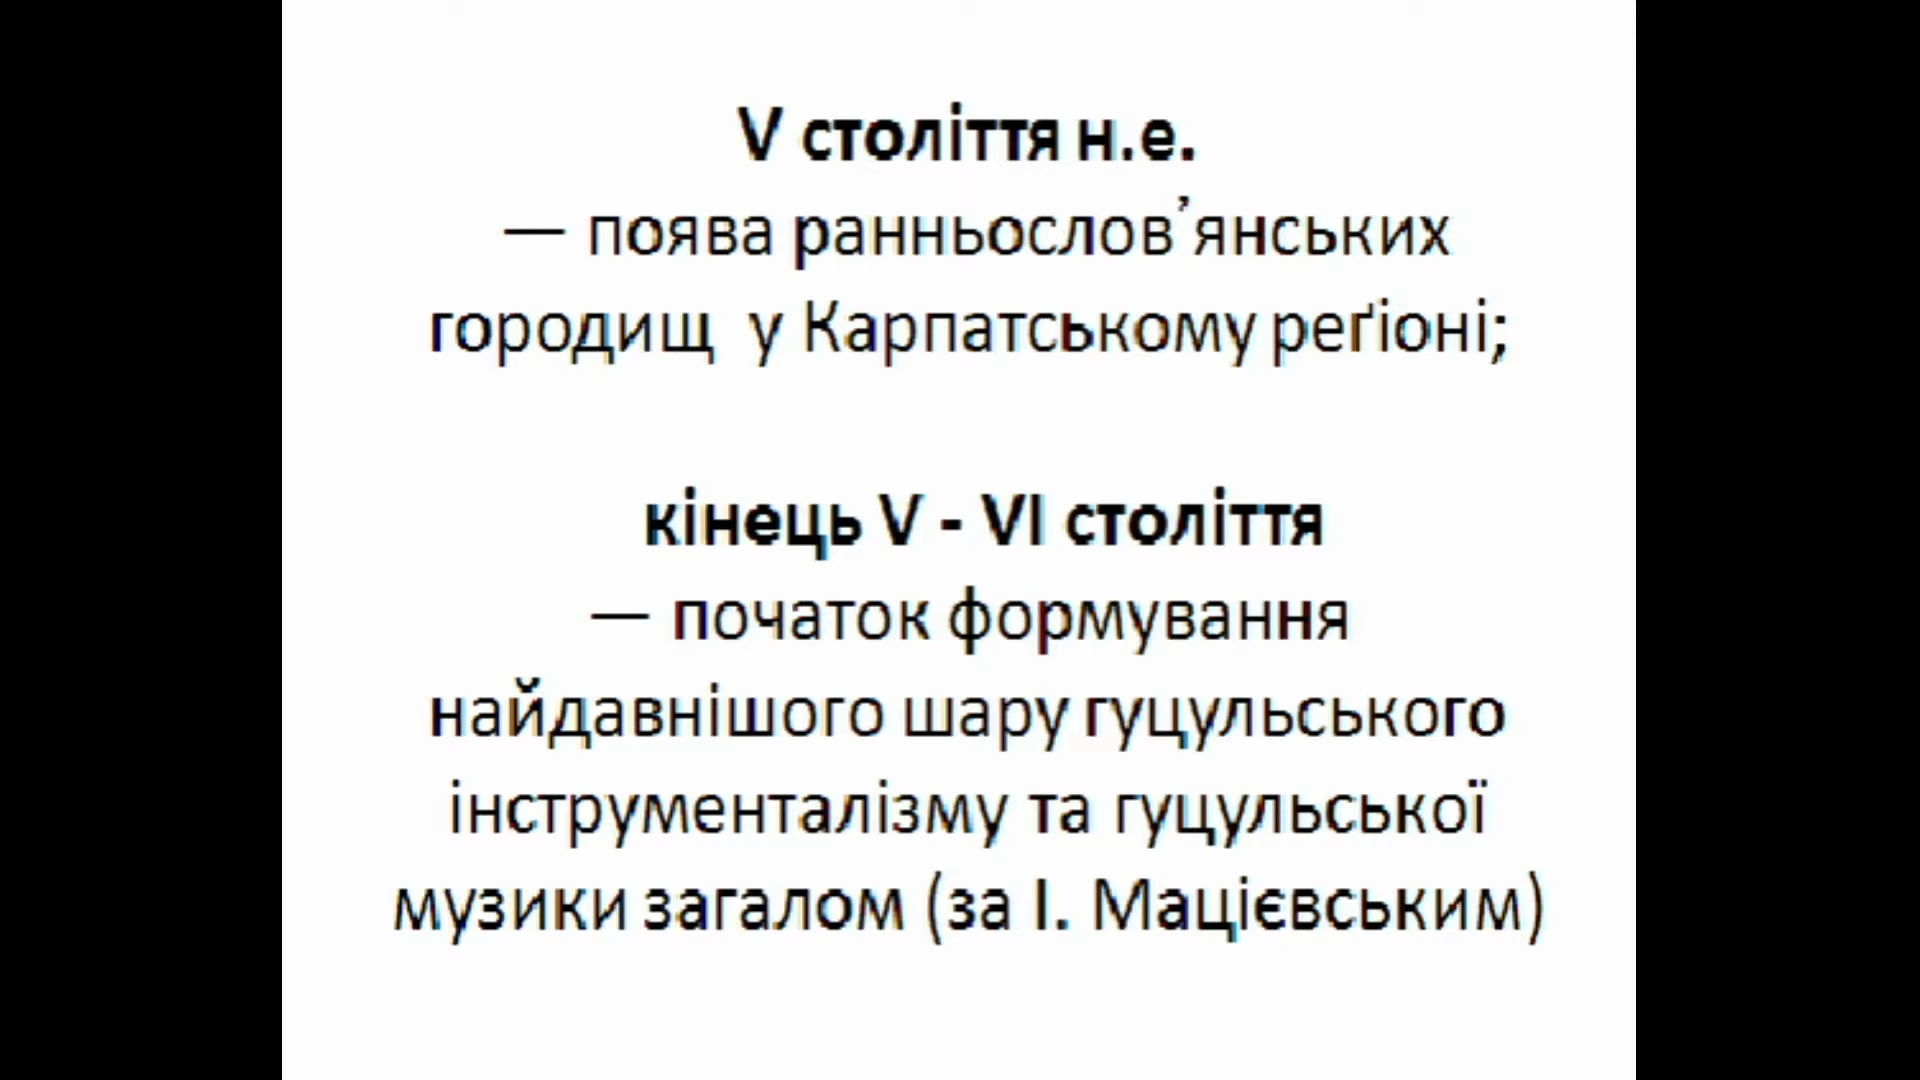 V століття н.е.
— поява ранньослов’янських
городищ у Карпатському реґіоні;
кінець V - VI століття
— початок формування
найдавнішого шару гуцульського
інструменталізму та гуцульської
музики загалом (за І. Мацієвським)